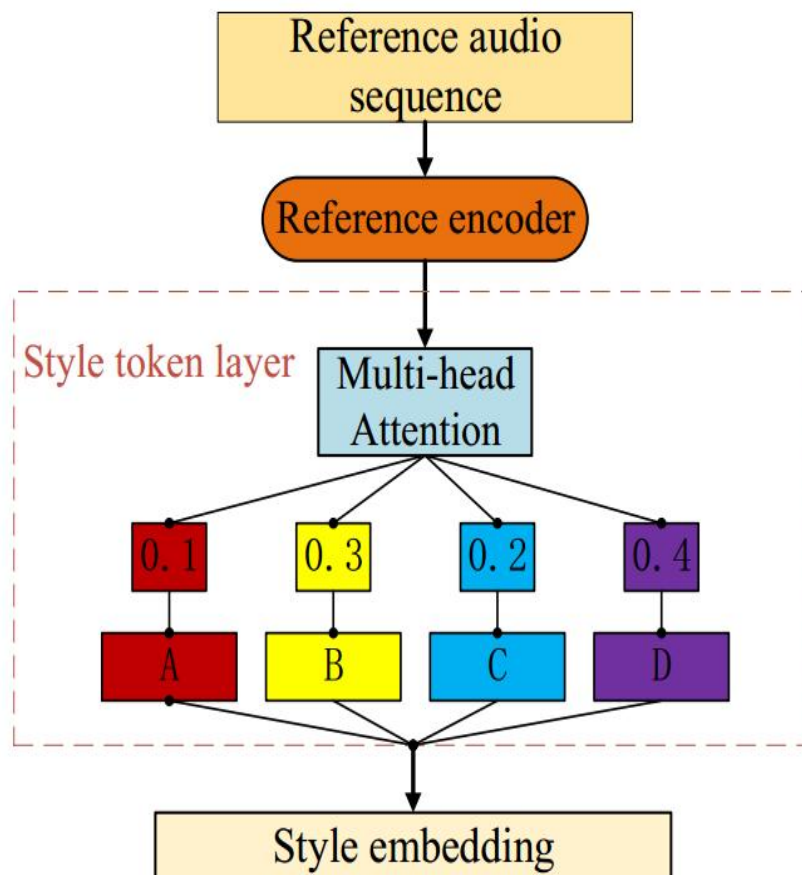 Reference audio
sequence
Reference encoder
Style token layer
Multi-head
Attention
0.1
0.3
0.2
0.4
A
B
C
D
Style embedding